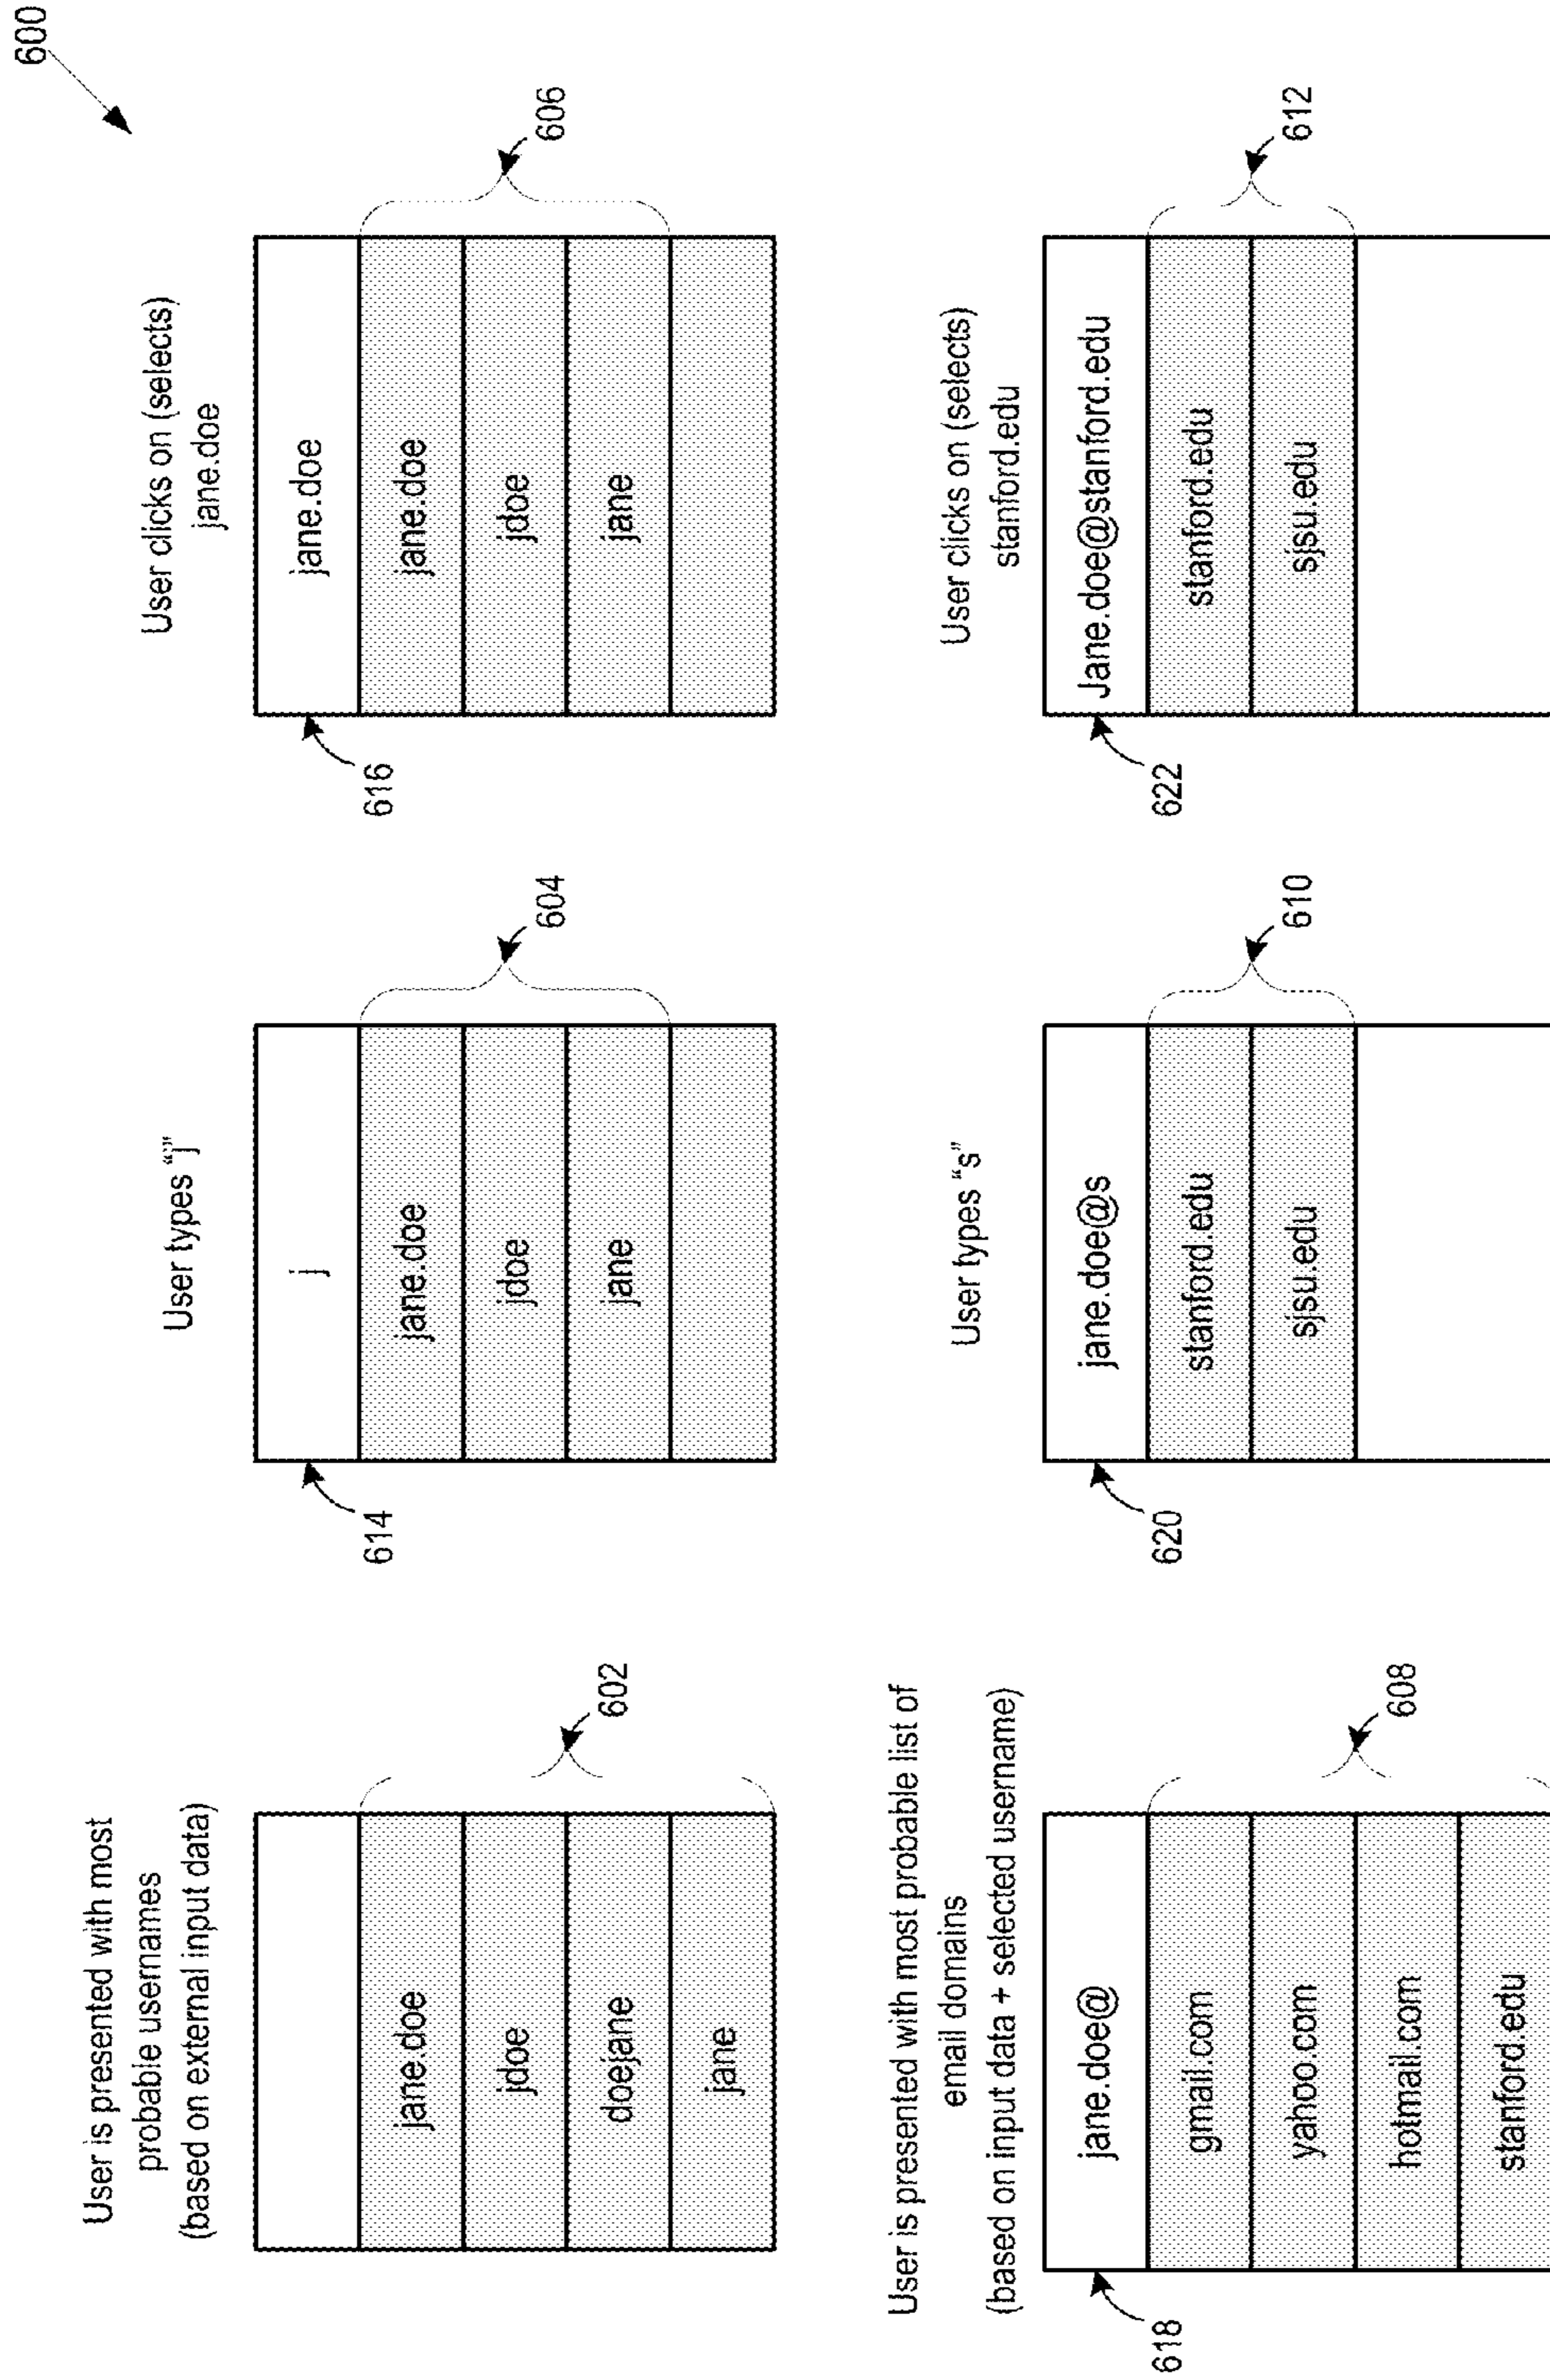 600
User is presented with most
probable usernames
(based on external input data)
jane.doe
jdoe
doejane
jane
602
User types "j"
614
j
jane.doe
jdoe
jane
604
User clicks on (selects)
jane.doe
616
jane.doe
jane.doe
jdoe
jane
606
User is presented with most probable list of
email domains
(based on input data + selected username)
618
jane.doe@
gmail.com
yahoo.com
hotmail.com
stanford.edu
608
User types "s"
620
jane.doe@s
stanford.edu
sjsu.edu
610
User clicks on (selects)
stanford.edu
622
Jane.doe@stanford.edu
stanford.edu
sjsu.edu
612